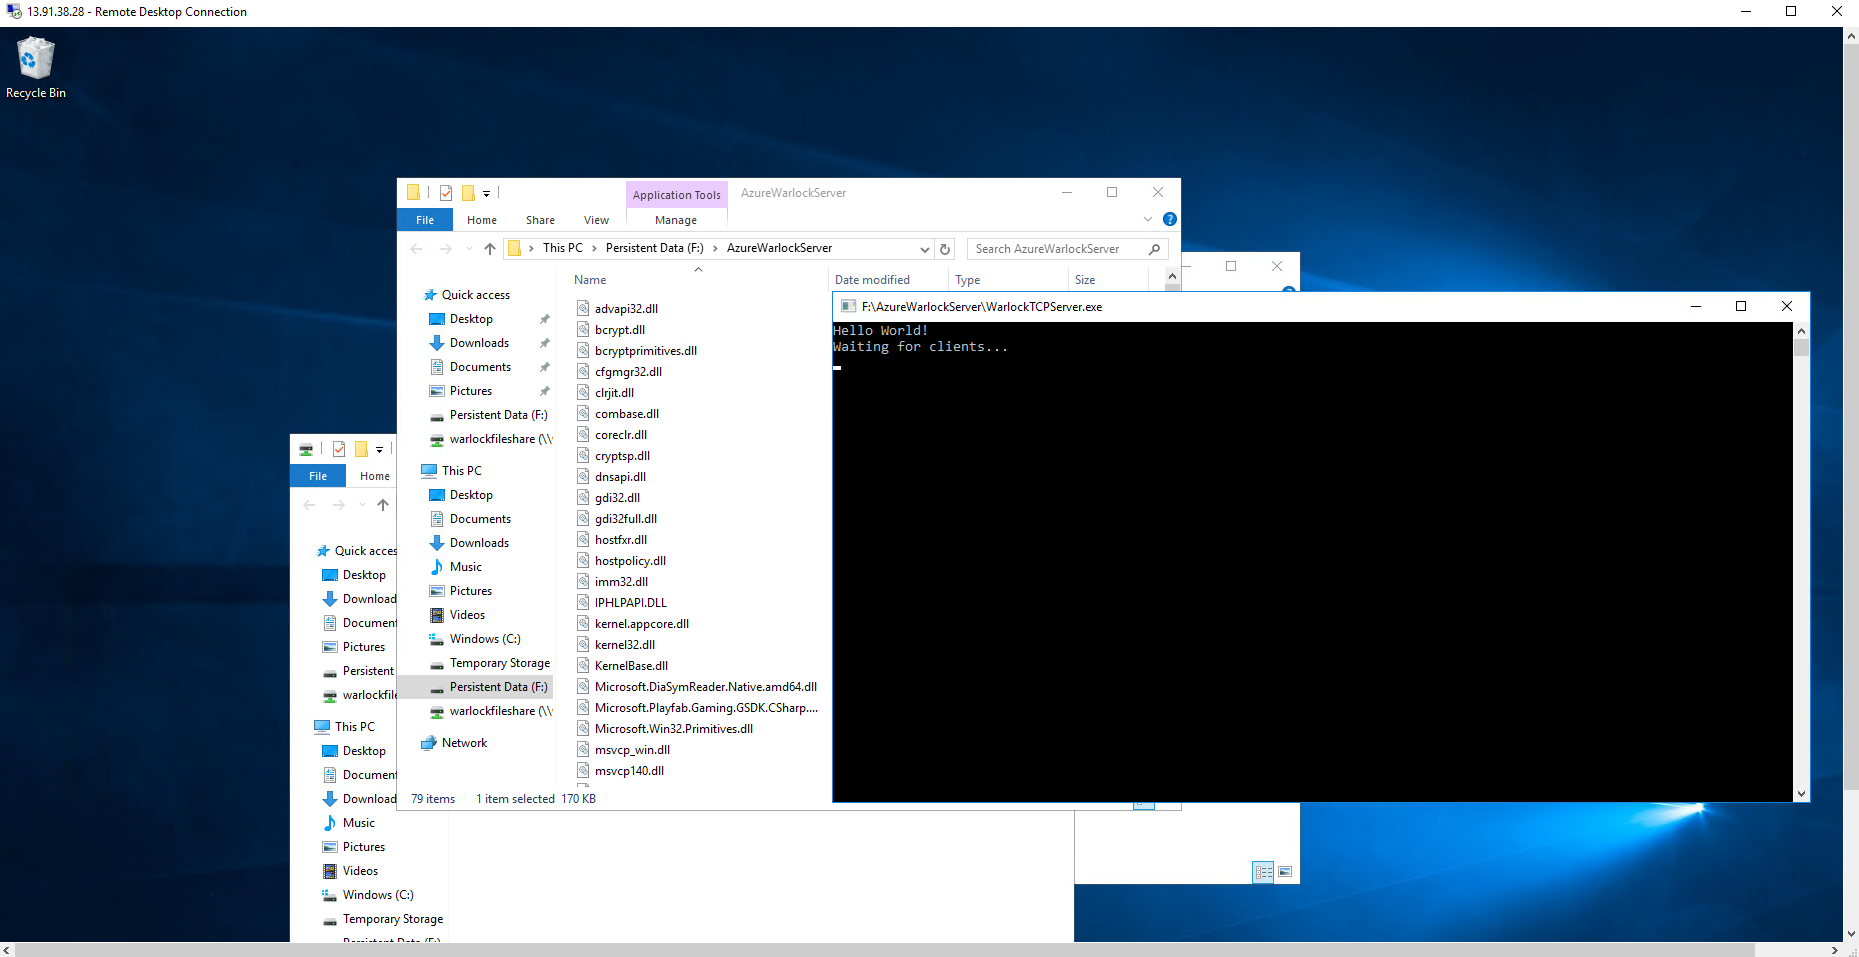 13.91.38.28 - Remote Desktop Connection
Recycle Bin
Application Tools
AzureWarlockServer
File
Home
Share
View
Manage
This PC
Persistent Data (F:)
AzureWarlockServer
Search AzureWarlockServer
Name
Date modified
Type
Size
Quick access
Desktop
Downloads
Documents
Pictures
Persistent Data (F:)
warlockfileshare (\\
This PC
Desktop
Documents
Downloads
Music
Pictures
Videos
Windows (C:)
Temporary Storage
Persistent Data (F:)
warlockfileshare (\\
Network
advapi32.dll
bcrypt.dll
bcryptprimitives.dll
cfgmgr32.dll
clrjit.dll
combase.dll
coreclr.dll
cryptsp.dll
dnsapi.dll
gdi32.dll
gdi32full.dll
hostfxr.dll
hostpolicy.dll
imm32.dll
IPHLPAPI.DLL
kernel.appcore.dll
kernel32.dll
KernelBase.dll
Microsoft.DiaSymReader.Native.amd64.dll
Microsoft.Playfab.Gaming.GSDK.CSharp....
Microsoft.Win32.Primitives.dll
msvcp_win.dll
msvcp140.dll
79 items
1 item selected 170 KB
F:\AzureWarlockServer\WarlockTCPServer.exe
Hello World!
Waiting for clients...
File
Home
Quick acces
Desktop
Download
Documen
Pictures
Persistent
warlockfile
This PC
Desktop
Documen
Download
Music
Pictures
Videos
Windows (C:)
Temporary Storage
Persistent Data (F:)